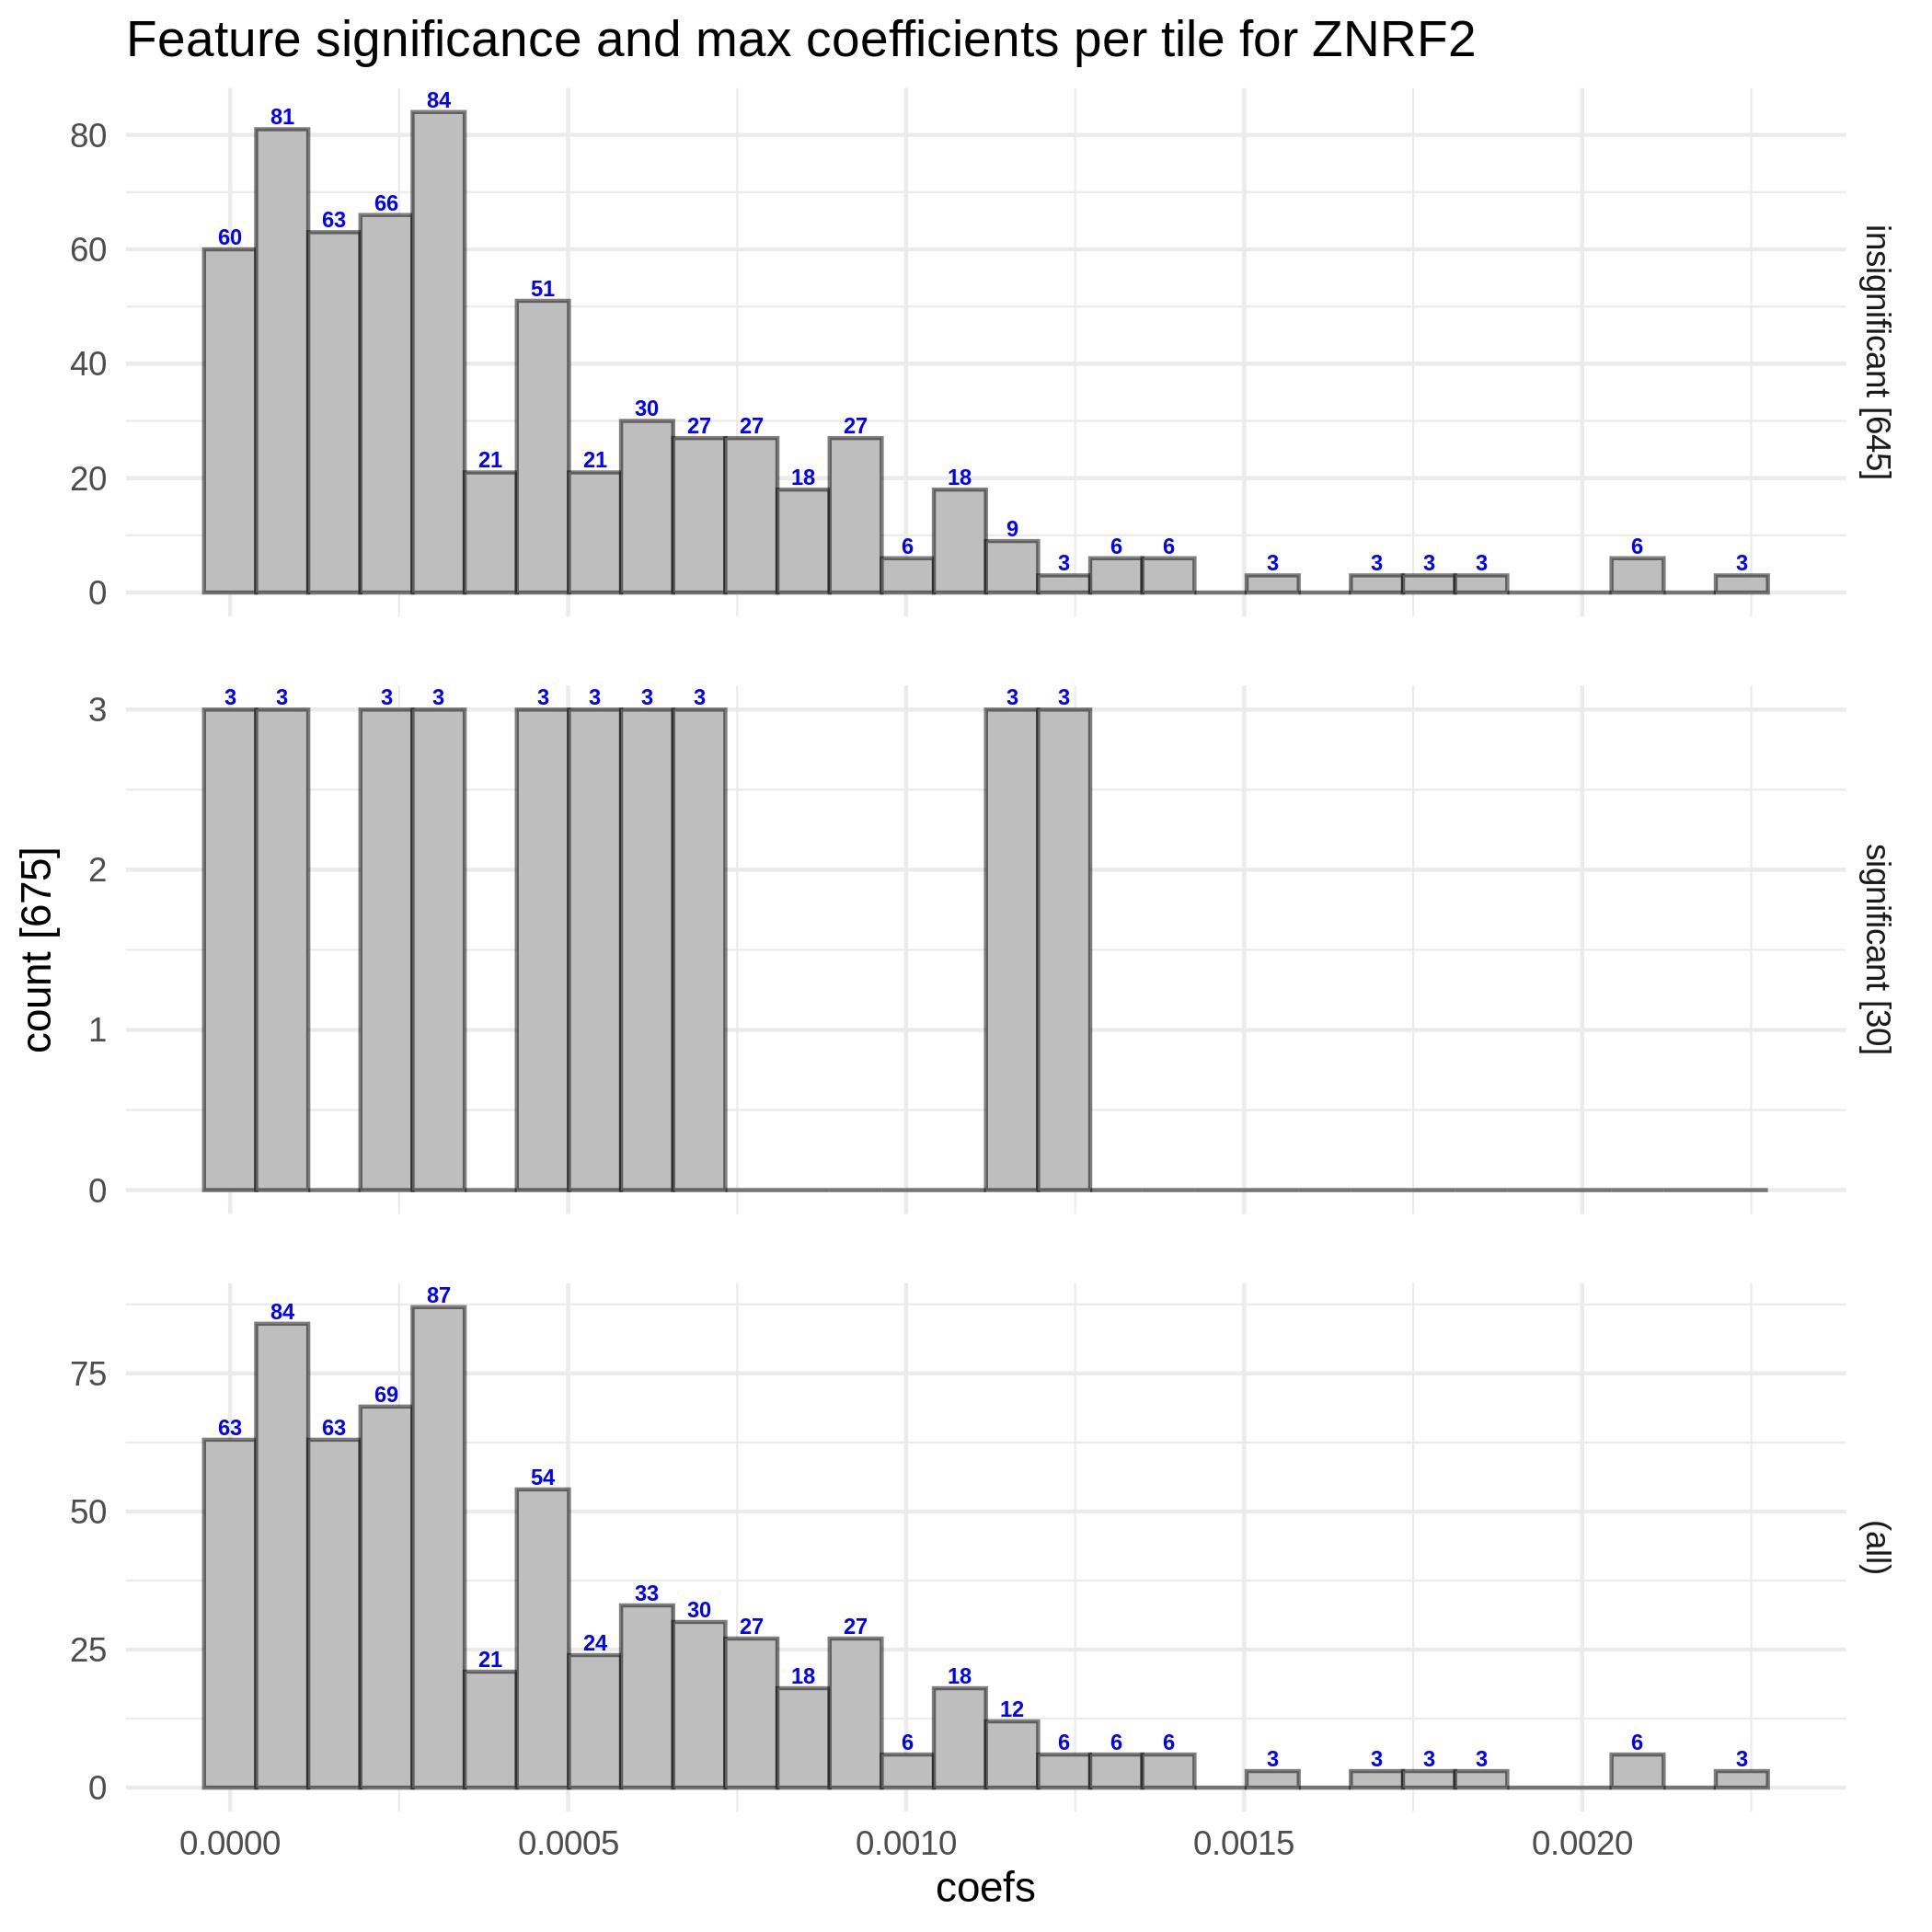 Feature significance and max coefficients per tile for ZNRF2
84
81
80
66
63
60
60
51
40
30
27 27 27
21 21
20
18 18
9
6 6 6 6
3 3 3 3 3 3
0
insignificant [645]
3 3 3 3 3 3 3 3 3 3
3
2
1
0
count [675]
significant [30]
87
84
75
69
63 63
54
50
33
30
27 27
25
24
21
18 18
12
6 6 6 6 6
3 3 3 3 3
0
(all)
0.0000 0.0005 0.0010 0.0015 0.0020
coefs